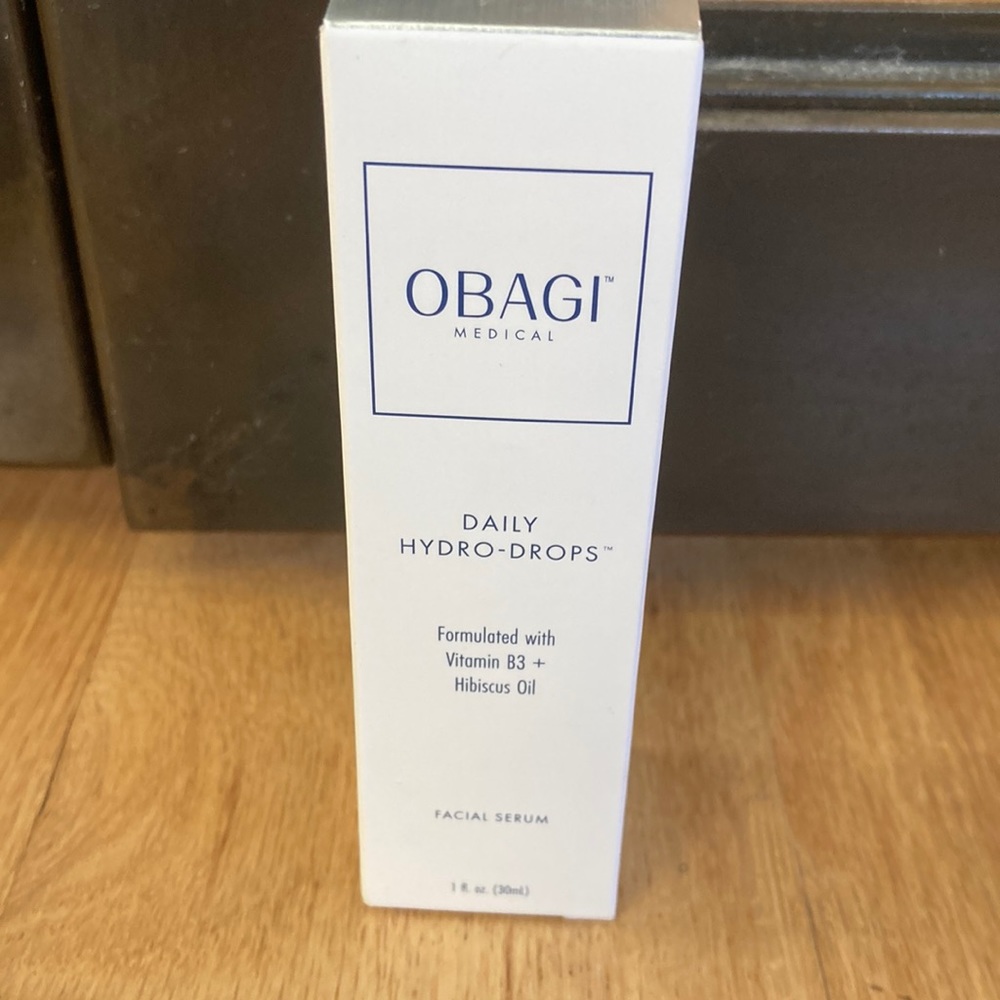 OBAGI™
MEDICAL
DAILY
HYDRO-DROPS™
Formulated with
Vitamin B3 +
Hibiscus Oil
FACIAL SERUM
1 fl. oz. (30mL)